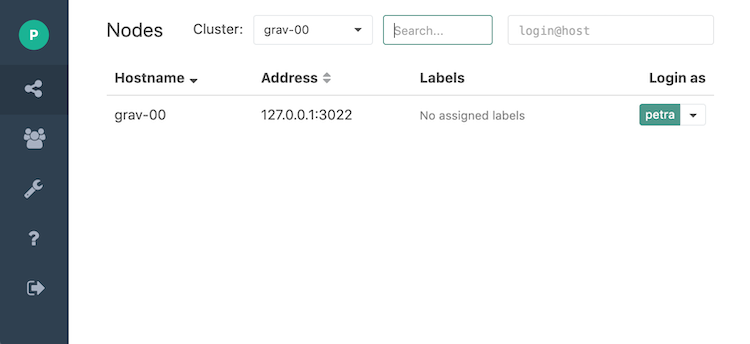 P
Nodes Cluster: grav-00 Search... login@host
Hostname Address Labels Login as
grav-00 127.0.0.1:3022 No assigned labels petra
?